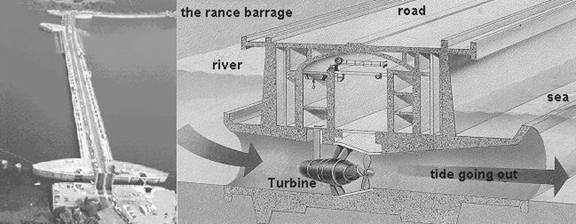 the rance barrage
road
river
sea
Turbine
tide going out